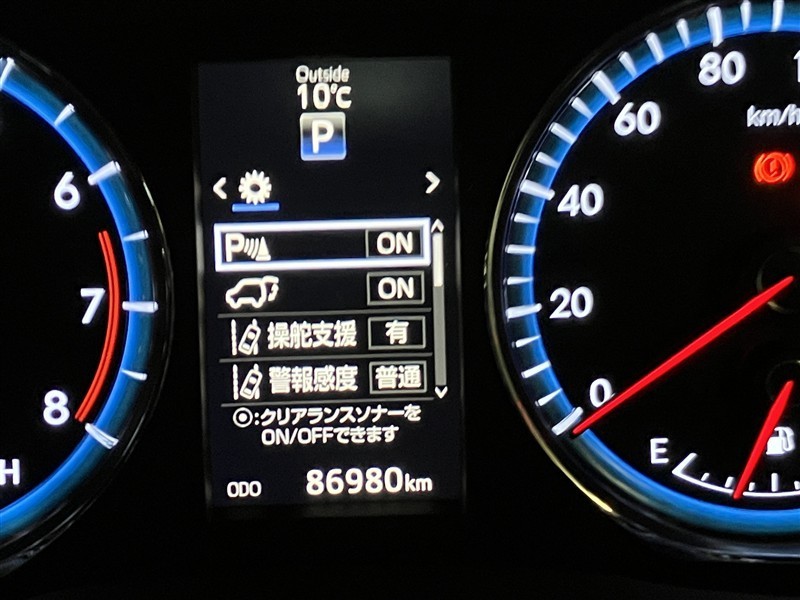 Outside
10℃
P
P ON
ON
操舵支援 有
警報感度 普通
◎:クリアランスソナーを
ON/OFFできます
ODO 86980km
6
7
8
H
80
60
40
20
0
km/h
E